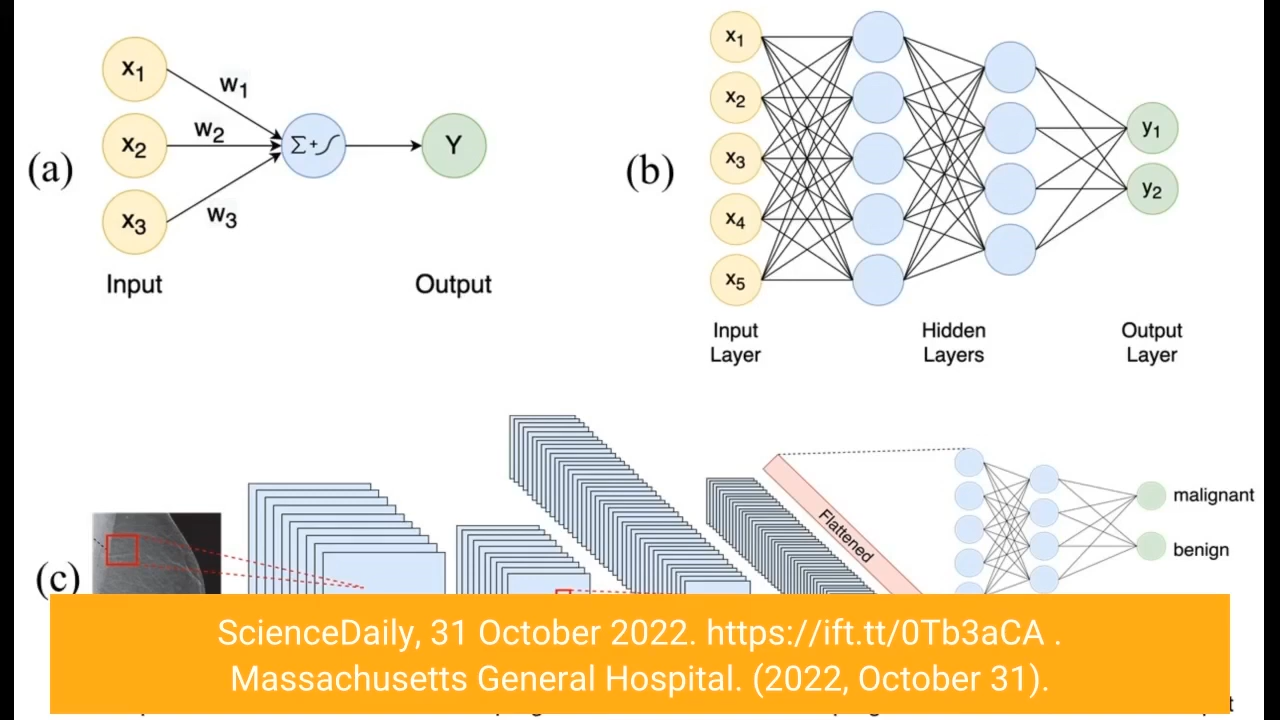 (a)
x1
x2
x3
w1
w2
w3
Σ+
Y
Input
Output
(b)
x1
x2
x3
x4
x5
y1
y2
Input
Layer
Hidden
Layers
Output
Layer
(c)
Flattened
malignant
benign
ScienceDaily, 31 October 2022. https://ift.tt/0Tb3aCA .
Massachusetts General Hospital. (2022, October 31).